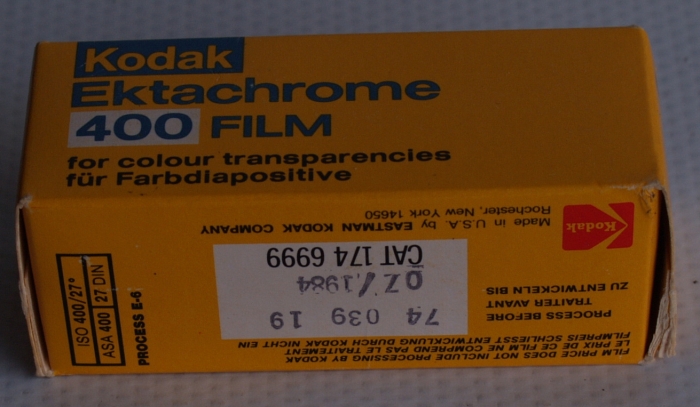 Kodak
Ektachrome
400 FILM
for colour transparencies
für Farbdiapositive
FILM PRICE DOES NOT INCLUDE PROCESSING BY KODAK
LE PRIX DE CE FILM NE COMPREND PAS LE TRAITEMENT
FILMPREIS SCHLIESST ENTWICKLUNG DURCH KODAK NICHT EIN
PROCESS BEFORE
TRAITER AVANT
ZU ENTWICKELN BIS
74 039 19
CAT 174 6999
Kodak
Made in U.S.A. by EASTMAN KODAK COMPANY
Rochester, New York 14650
ISO 400/27°
ASA 400 27 DIN
PROCESS E-6